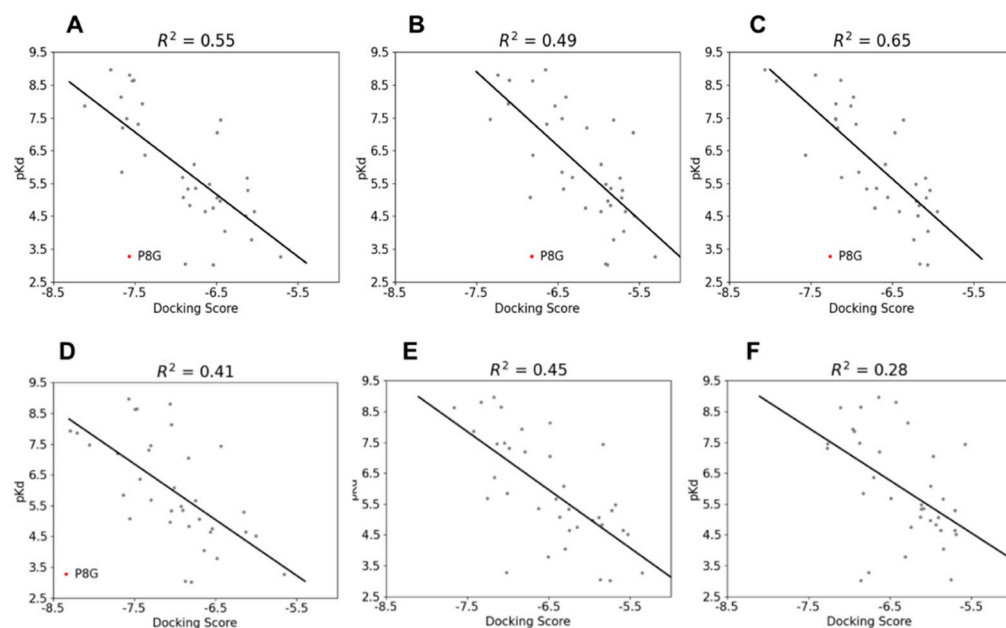 A
R² = 0.55
9.5
8.5
7.5
6.5
5.5
4.5
3.5
2.5
pKd
P8G
-8.5 -7.5 -6.5 -5.5
Docking Score
B
R² = 0.49
9.5
8.5
7.5
6.5
5.5
4.5
3.5
2.5
pKd
P8G
-8.5 -7.5 -6.5 -5.5
Docking Score
C
R² = 0.65
9.5
8.5
7.5
6.5
5.5
4.5
3.5
2.5
pKd
P8G
-8.5 -7.5 -6.5 -5.5
Docking Score
D
R² = 0.41
9.5
8.5
7.5
6.5
5.5
4.5
3.5
2.5
pKd
P8G
-8.5 -7.5 -6.5 -5.5
Docking Score
E
R² = 0.45
9.5
8.5
7.5
6.5
5.5
4.5
3.5
2.5
pKd
-8.5 -7.5 -6.5 -5.5
Docking Score
F
R² = 0.28
9.5
8.5
7.5
6.5
5.5
4.5
3.5
2.5
pKd
-8.5 -7.5 -6.5 -5.5
Docking Score